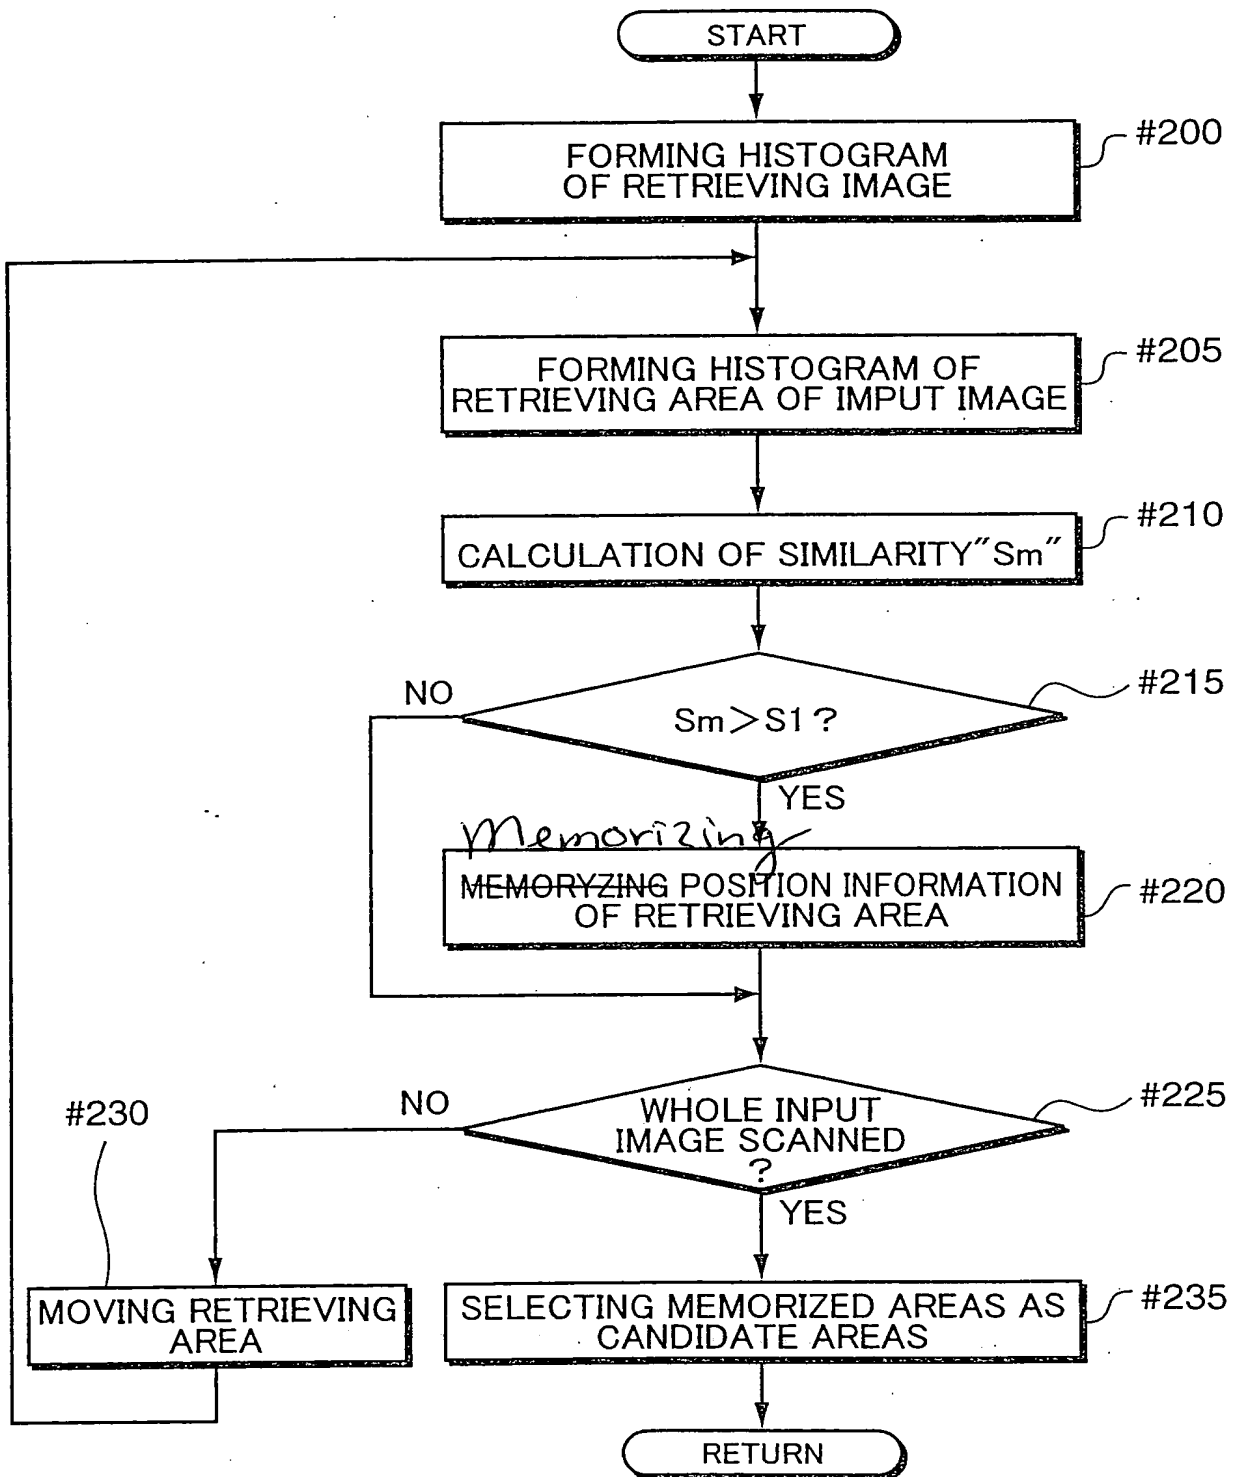 START
#200
FORMING HISTOGRAM
OF RETRIEVING IMAGE
#205
FORMING HISTOGRAM OF
RETRIEVING AREA OF IMPUT IMAGE
#210
CALCULATION OF SIMILARITY"Sm"
#215
NO
Sm>S1?
YES
Memorizing
MEMORYZING POSITION INFORMATION
OF RETRIEVING AREA
#220
#230
NO
WHOLE INPUT
IMAGE SCANNED
?
#225
YES
MOVING RETRIEVING
AREA
SELECTING MEMORIZED AREAS AS
CANDIDATE AREAS
#235
RETURN